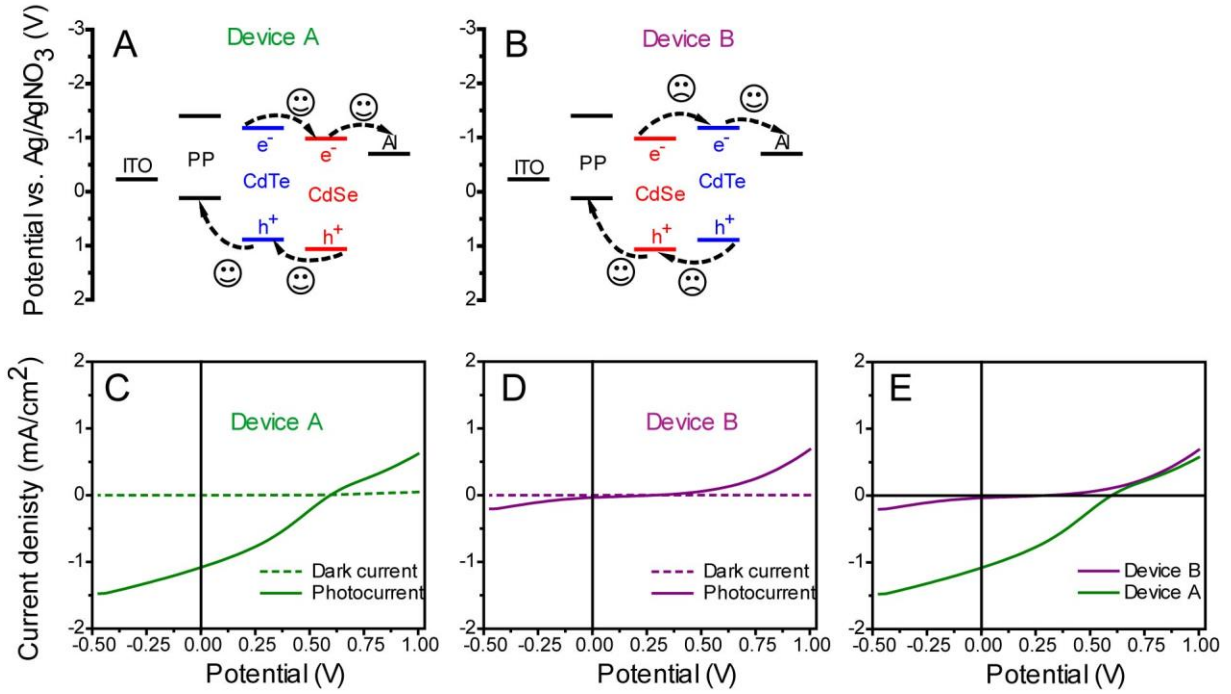 A
Device A
Potential vs. Ag/AgNO3 (V)
-3
-2
-1
0
1
2
ITO
PP
e-
CdTe
h+
e-
CdSe
h+
Al
B
Device B
-3
-2
-1
0
1
2
ITO
PP
e-
CdSe
h+
e-
CdTe
h+
Al
C
Device A
Current denisty (mA/cm2)
2
1
0
-1
-2
Dark current
Photocurrent
-0.50 -0.25 0.00 0.25 0.50 0.75 1.00
Potential (V)
D
Device B
2
1
0
-1
-2
Dark current
Photocurrent
-0.50 -0.25 0.00 0.25 0.50 0.75 1.00
Potential (V)
E
2
1
0
-1
-2
Device B
Device A
-0.50 -0.25 0.00 0.25 0.50 0.75 1.00
Potential (V)